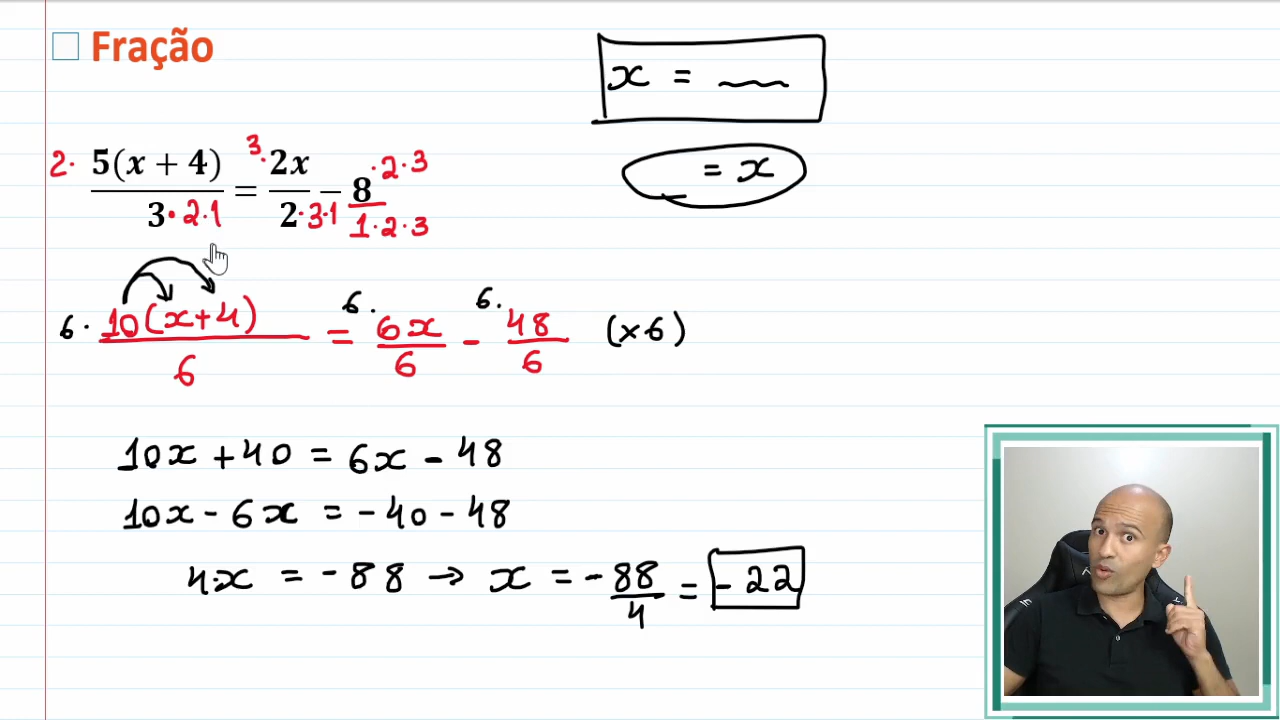 Fração
x = __
= x
2· 5(x + 4) / 3 ·2·1 = 3· 2x / 2 ·3·1 − 8 ·2·3 / 1·2·3
6· 10(x+4) / 6 = 6· 6x / 6 - 6· 48 / 6 (×6)
10x + 40 = 6x - 48
10x - 6x = -40 - 48
4x = -88 → x = -88 / 4 = -22